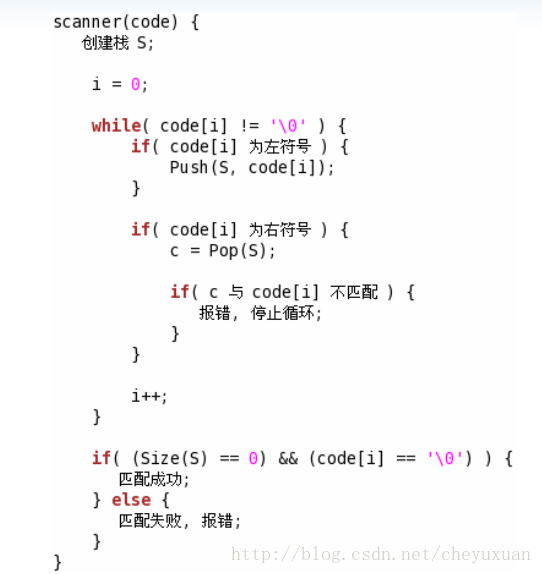 scanner(code) {
创建栈 S;
i = 0;
while( code[i] != '\0' ) {
if( code[i] 为左符号 ) {
Push(S, code[i]);
}
if( code[i] 为右符号 ) {
c = Pop(S);
if( c 与 code[i] 不匹配 ) {
报错, 停止循环;
}
}
i++;
}
if( (Size(S) == 0) && (code[i] == '\0') ) {
匹配成功;
} else {
匹配失败, 报错;
}
}
http://blog.csdn.net/cheyuxuan